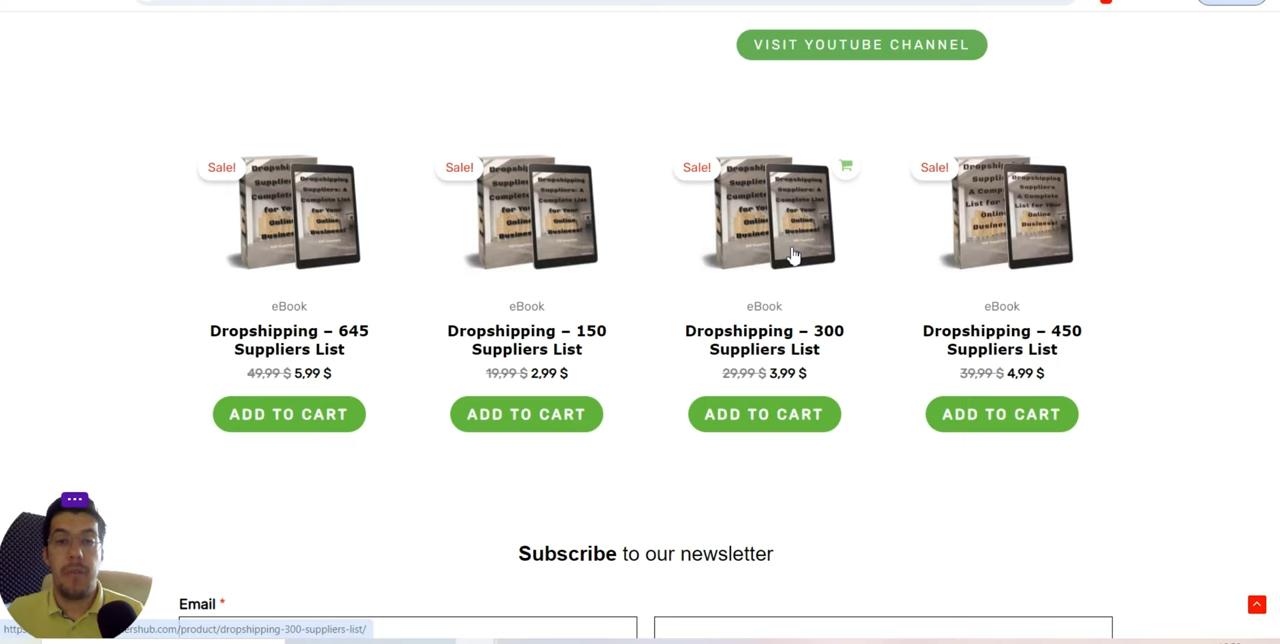 VISIT YOUTUBE CHANNEL
Sale!
Sale!
Sale!
Sale!
eBook
Dropshipping – 645
Suppliers List
49,99 $ 5,99 $
ADD TO CART
eBook
Dropshipping – 150
Suppliers List
19,99 $ 2,99 $
ADD TO CART
eBook
Dropshipping – 300
Suppliers List
29,99 $ 3,99 $
ADD TO CART
eBook
Dropshipping – 450
Suppliers List
39,99 $ 4,99 $
ADD TO CART
Subscribe to our newsletter
Email *
ershub.com/product/dropshipping-300-suppliers-list/